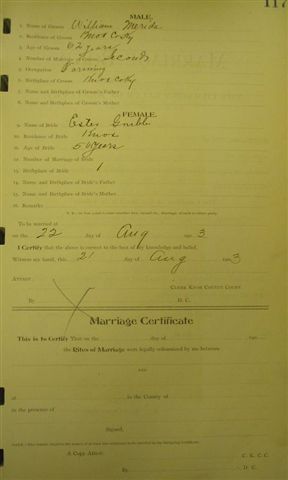 117
MALE.
1. Name of Groom William Merida
2. Residence of Groom Knox Co Ky
3. Age of Groom 62 years
4. Number of Marriage of Groom Second
5. Occupation Farming
6. Birthplace of Groom Knox Co Ky
7. Name and Birthplace of Groom's Father
8. Name and Birthplace of Groom's Mother
FEMALE.
9. Name of Bride Ester
10. Residence of Bride Knox
11. Age of Bride 56 years
12. Number of Marriage of Bride
13. Birthplace of Bride
14. Name and Birthplace of Bride's Father
15. Name and Birthplace of Bride's Mother
16. Remarks
To be married at
on the 22 day of Aug 3
I Certify that the above is correct to the best of my knowledge and belief.
Witness my hand, this 21 day of Aug 3
ATTEST:
CLERK KNOX COUNTY COURT
By D. C.
Marriage Certificate
This is to Certify That on the day of
the Rites of Marriage were legally solemnized by me between
and
at in the County of
in the presence of
Signed,
A Copy Attest: C. K. C. C.
By D. C.